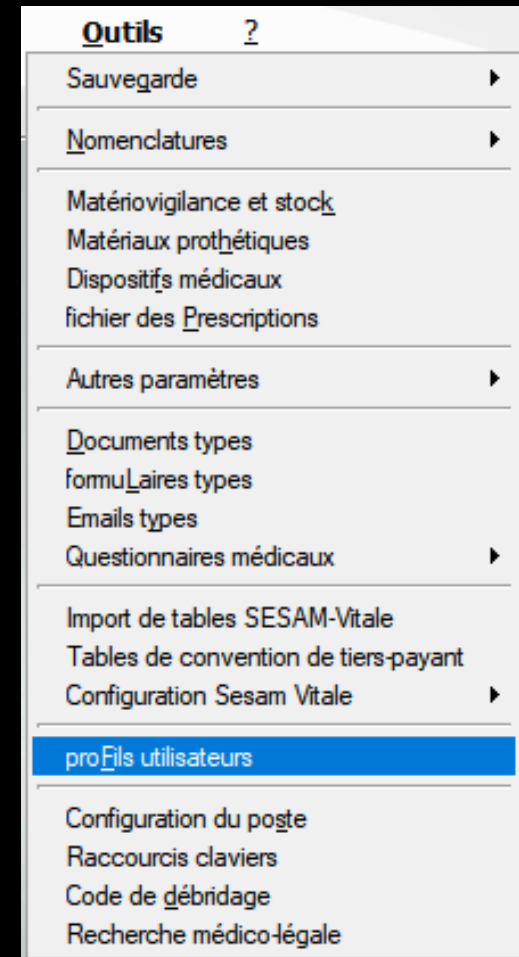 Outils ?
Sauvegarde
Nomenclatures
Matériovigilance et stock
Matériaux prothétiques
Dispositifs médicaux
fichier des Prescriptions
Autres paramètres
Documents types
formuLaires types
Emails types
Questionnaires médicaux
Import de tables SESAM-Vitale
Tables de convention de tiers-payant
Configuration Sesam Vitale
proFils utilisateurs
Configuration du poste
Raccourcis claviers
Code de débridage
Recherche médico-légale